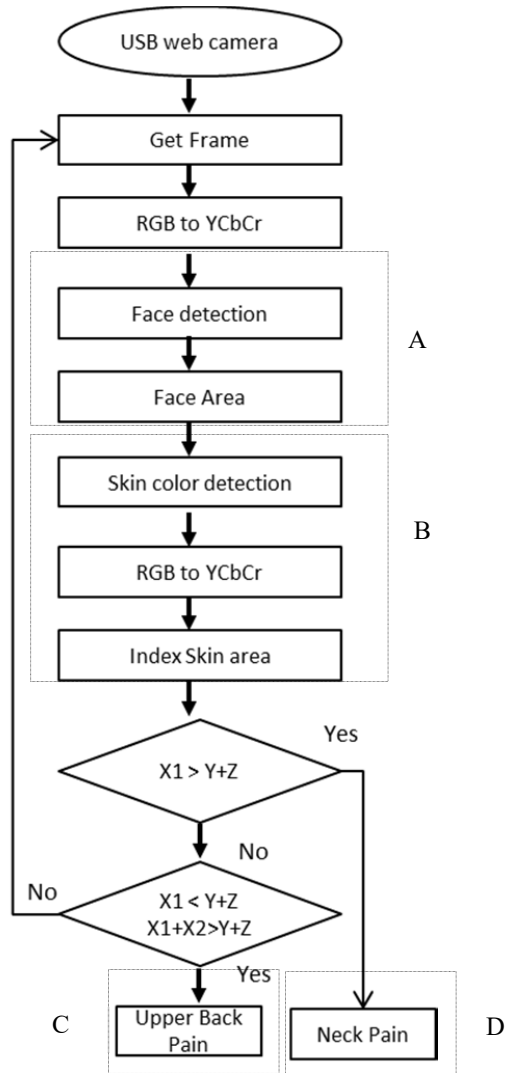 USB web camera
Get Frame
RGB to YCbCr
Face detection
A
Face Area
Skin color detection
B
RGB to YCbCr
Index Skin area
Yes
X1 > Y+Z
No
No
X1 < Y+Z
X1+X2>Y+Z
Yes
C
Upper Back
Pain
Neck Pain
D